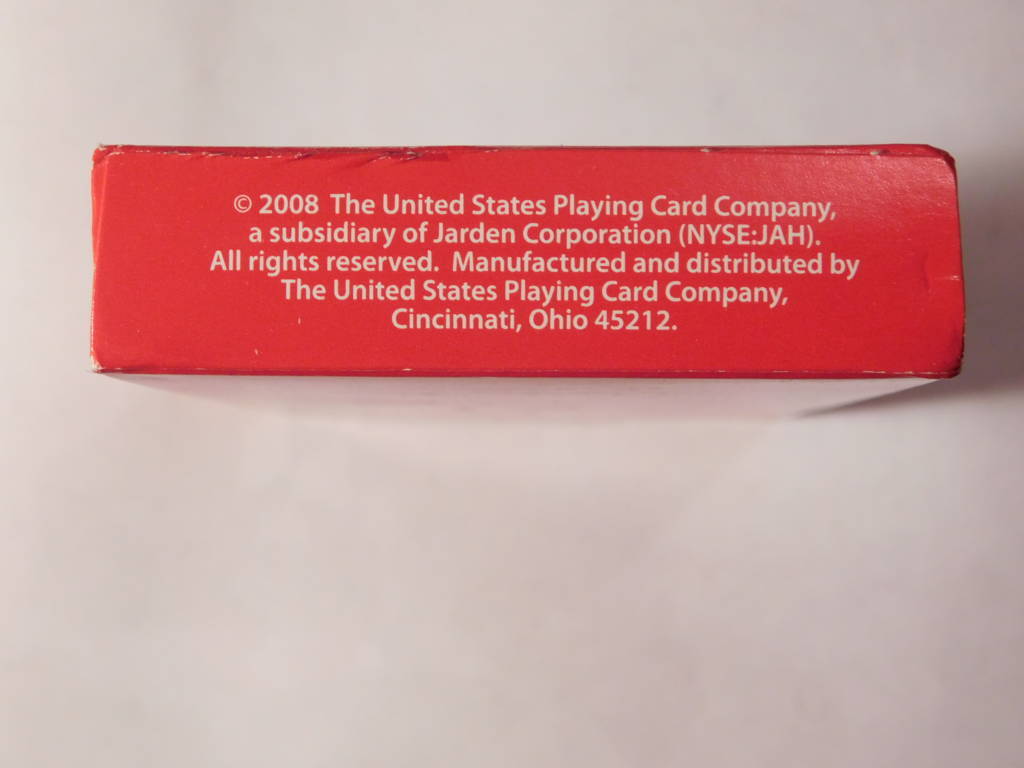 © 2008 The United States Playing Card Company,
a subsidiary of Jarden Corporation (NYSE:JAH).
All rights reserved. Manufactured and distributed by
The United States Playing Card Company,
Cincinnati, Ohio 45212.